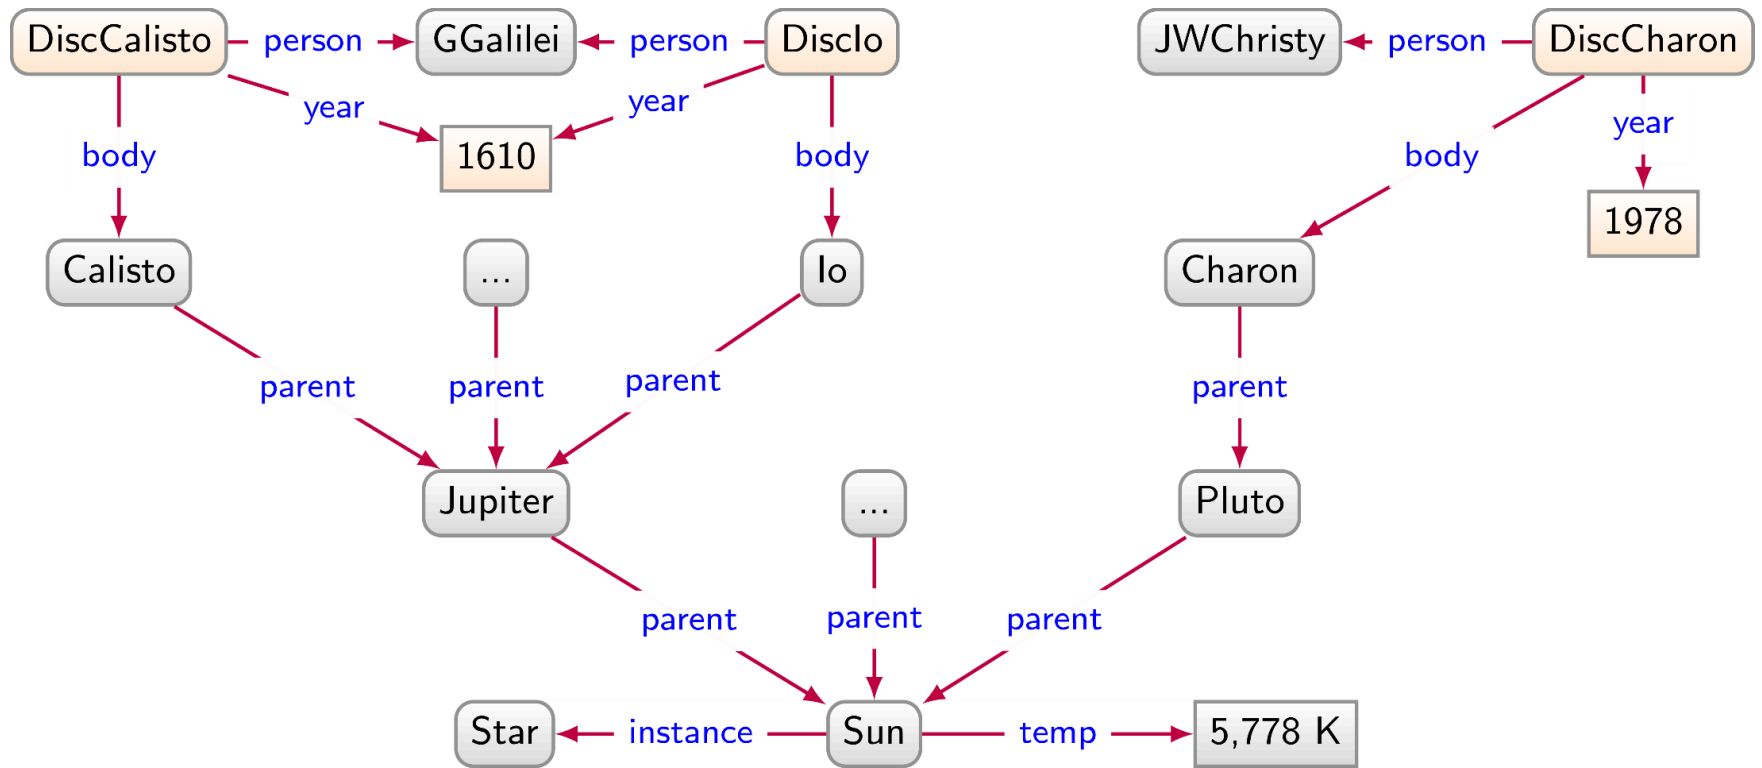 DiscCalisto person GGalilei person DiscIo JWChristy person DiscCharon
year year year
1610
body body body
1978
Calisto ... Io Charon
parent parent parent parent
Jupiter ... Pluto
parent parent parent
Star instance Sun temp 5,778 K